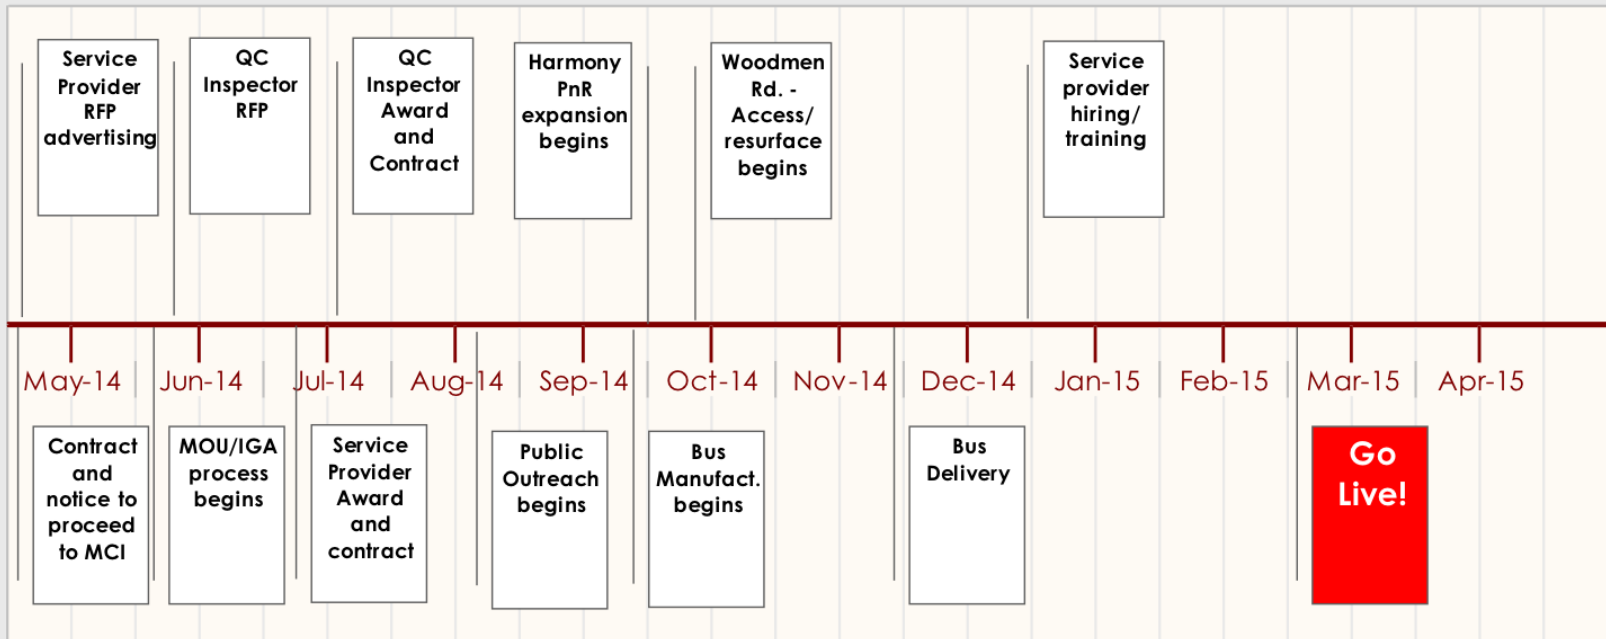 Service
Provider
RFP
advertising
QC
Inspector
RFP
QC
Inspector
Award
and
Contract
Harmony
PnR
expansion
begins
Woodmen
Rd. -
Access/
resurface
begins
Service
provider
hiring/
training
May-14
Jun-14
Jul-14
Aug-14
Sep-14
Oct-14
Nov-14
Dec-14
Jan-15
Feb-15
Mar-15
Apr-15
Contract
and
notice to
proceed
to MCI
MOU/IGA
process
begins
Service
Provider
Award
and
contract
Public
Outreach
begins
Bus
Manufact.
begins
Bus
Delivery
Go
Live!